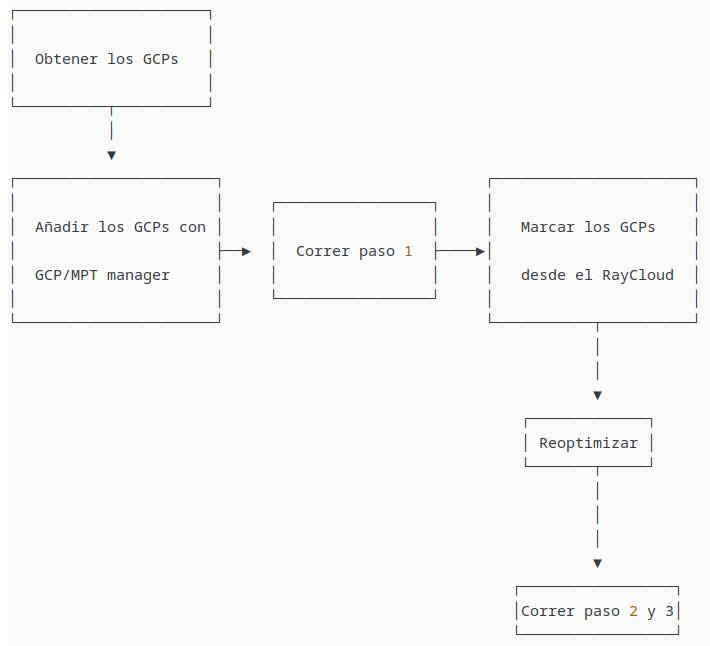 Obtener los GCPs
Añadir los GCPs con
GCP/MPT manager
Correr paso 1
Marcar los GCPs
desde el RayCloud
Reoptimizar
Correr paso 2 y 3